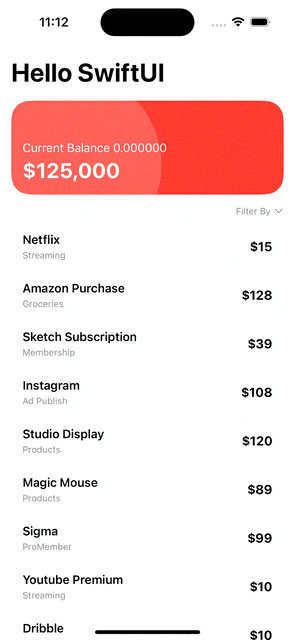 11:12
Hello SwiftUI
Current Balance 0.000000
$125,000
Filter By
Netflix
Streaming
$15
Amazon Purchase
Groceries
$128
Sketch Subscription
Membership
$39
Instagram
Ad Publish
$108
Studio Display
Products
$120
Magic Mouse
Products
$89
Sigma
ProMember
$99
Youtube Premium
Streaming
$10
Dribble
$10